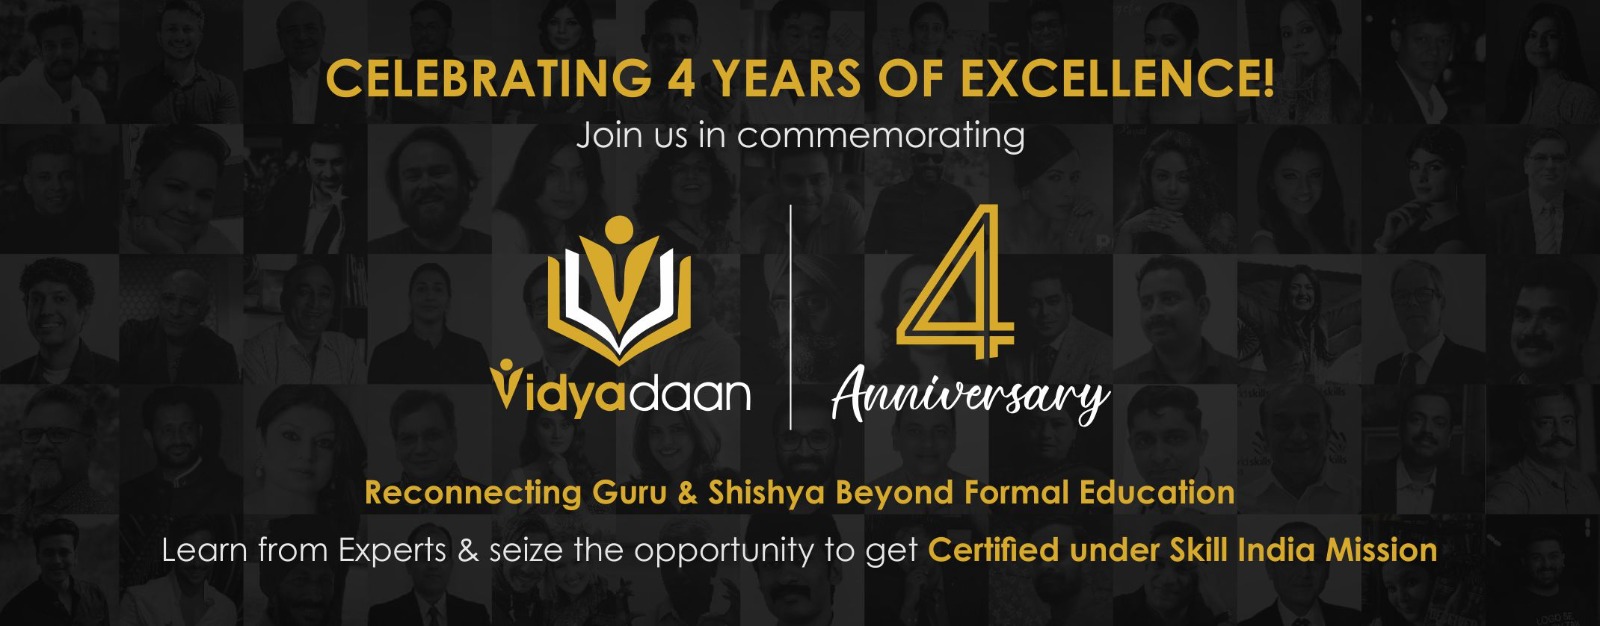 CELEBRATING 4 YEARS OF EXCELLENCE!
Join us in commemorating
Vidyadaan
4
Anniversary
Reconnecting Guru & Shishya Beyond Formal Education
Learn from Experts & seize the opportunity to get Certified under Skill India Mission